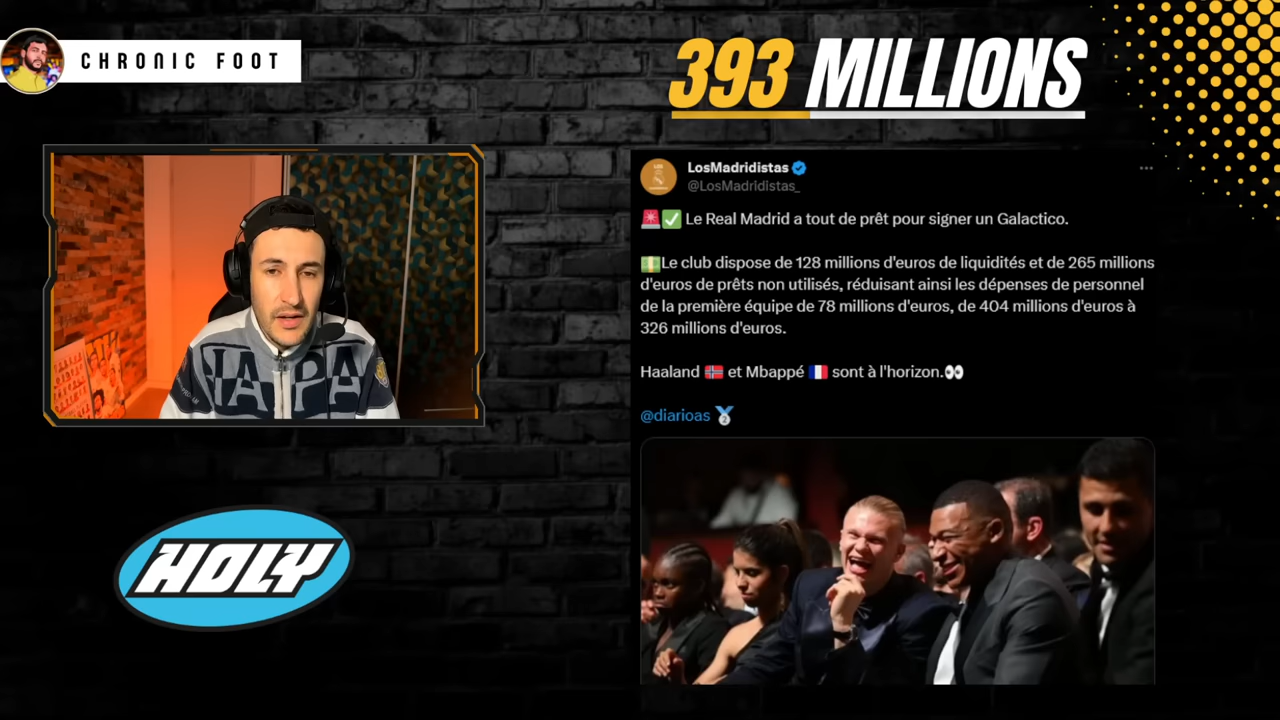 CHRONIC FOOT
393 MILLIONS
LosMadridistas
@LosMadridistas_
🚨✅ Le Real Madrid a tout de prêt pour signer un Galactico.
💵Le club dispose de 128 millions d'euros de liquidités et de 265 millions
d'euros de prêts non utilisés, réduisant ainsi les dépenses de personnel
de la première équipe de 78 millions d'euros, de 404 millions d'euros à
326 millions d'euros.
Haaland 🇳🇴 et Mbappé 🇫🇷 sont à l'horizon.👀
@diarioas 🥈
NAPA
HOLY